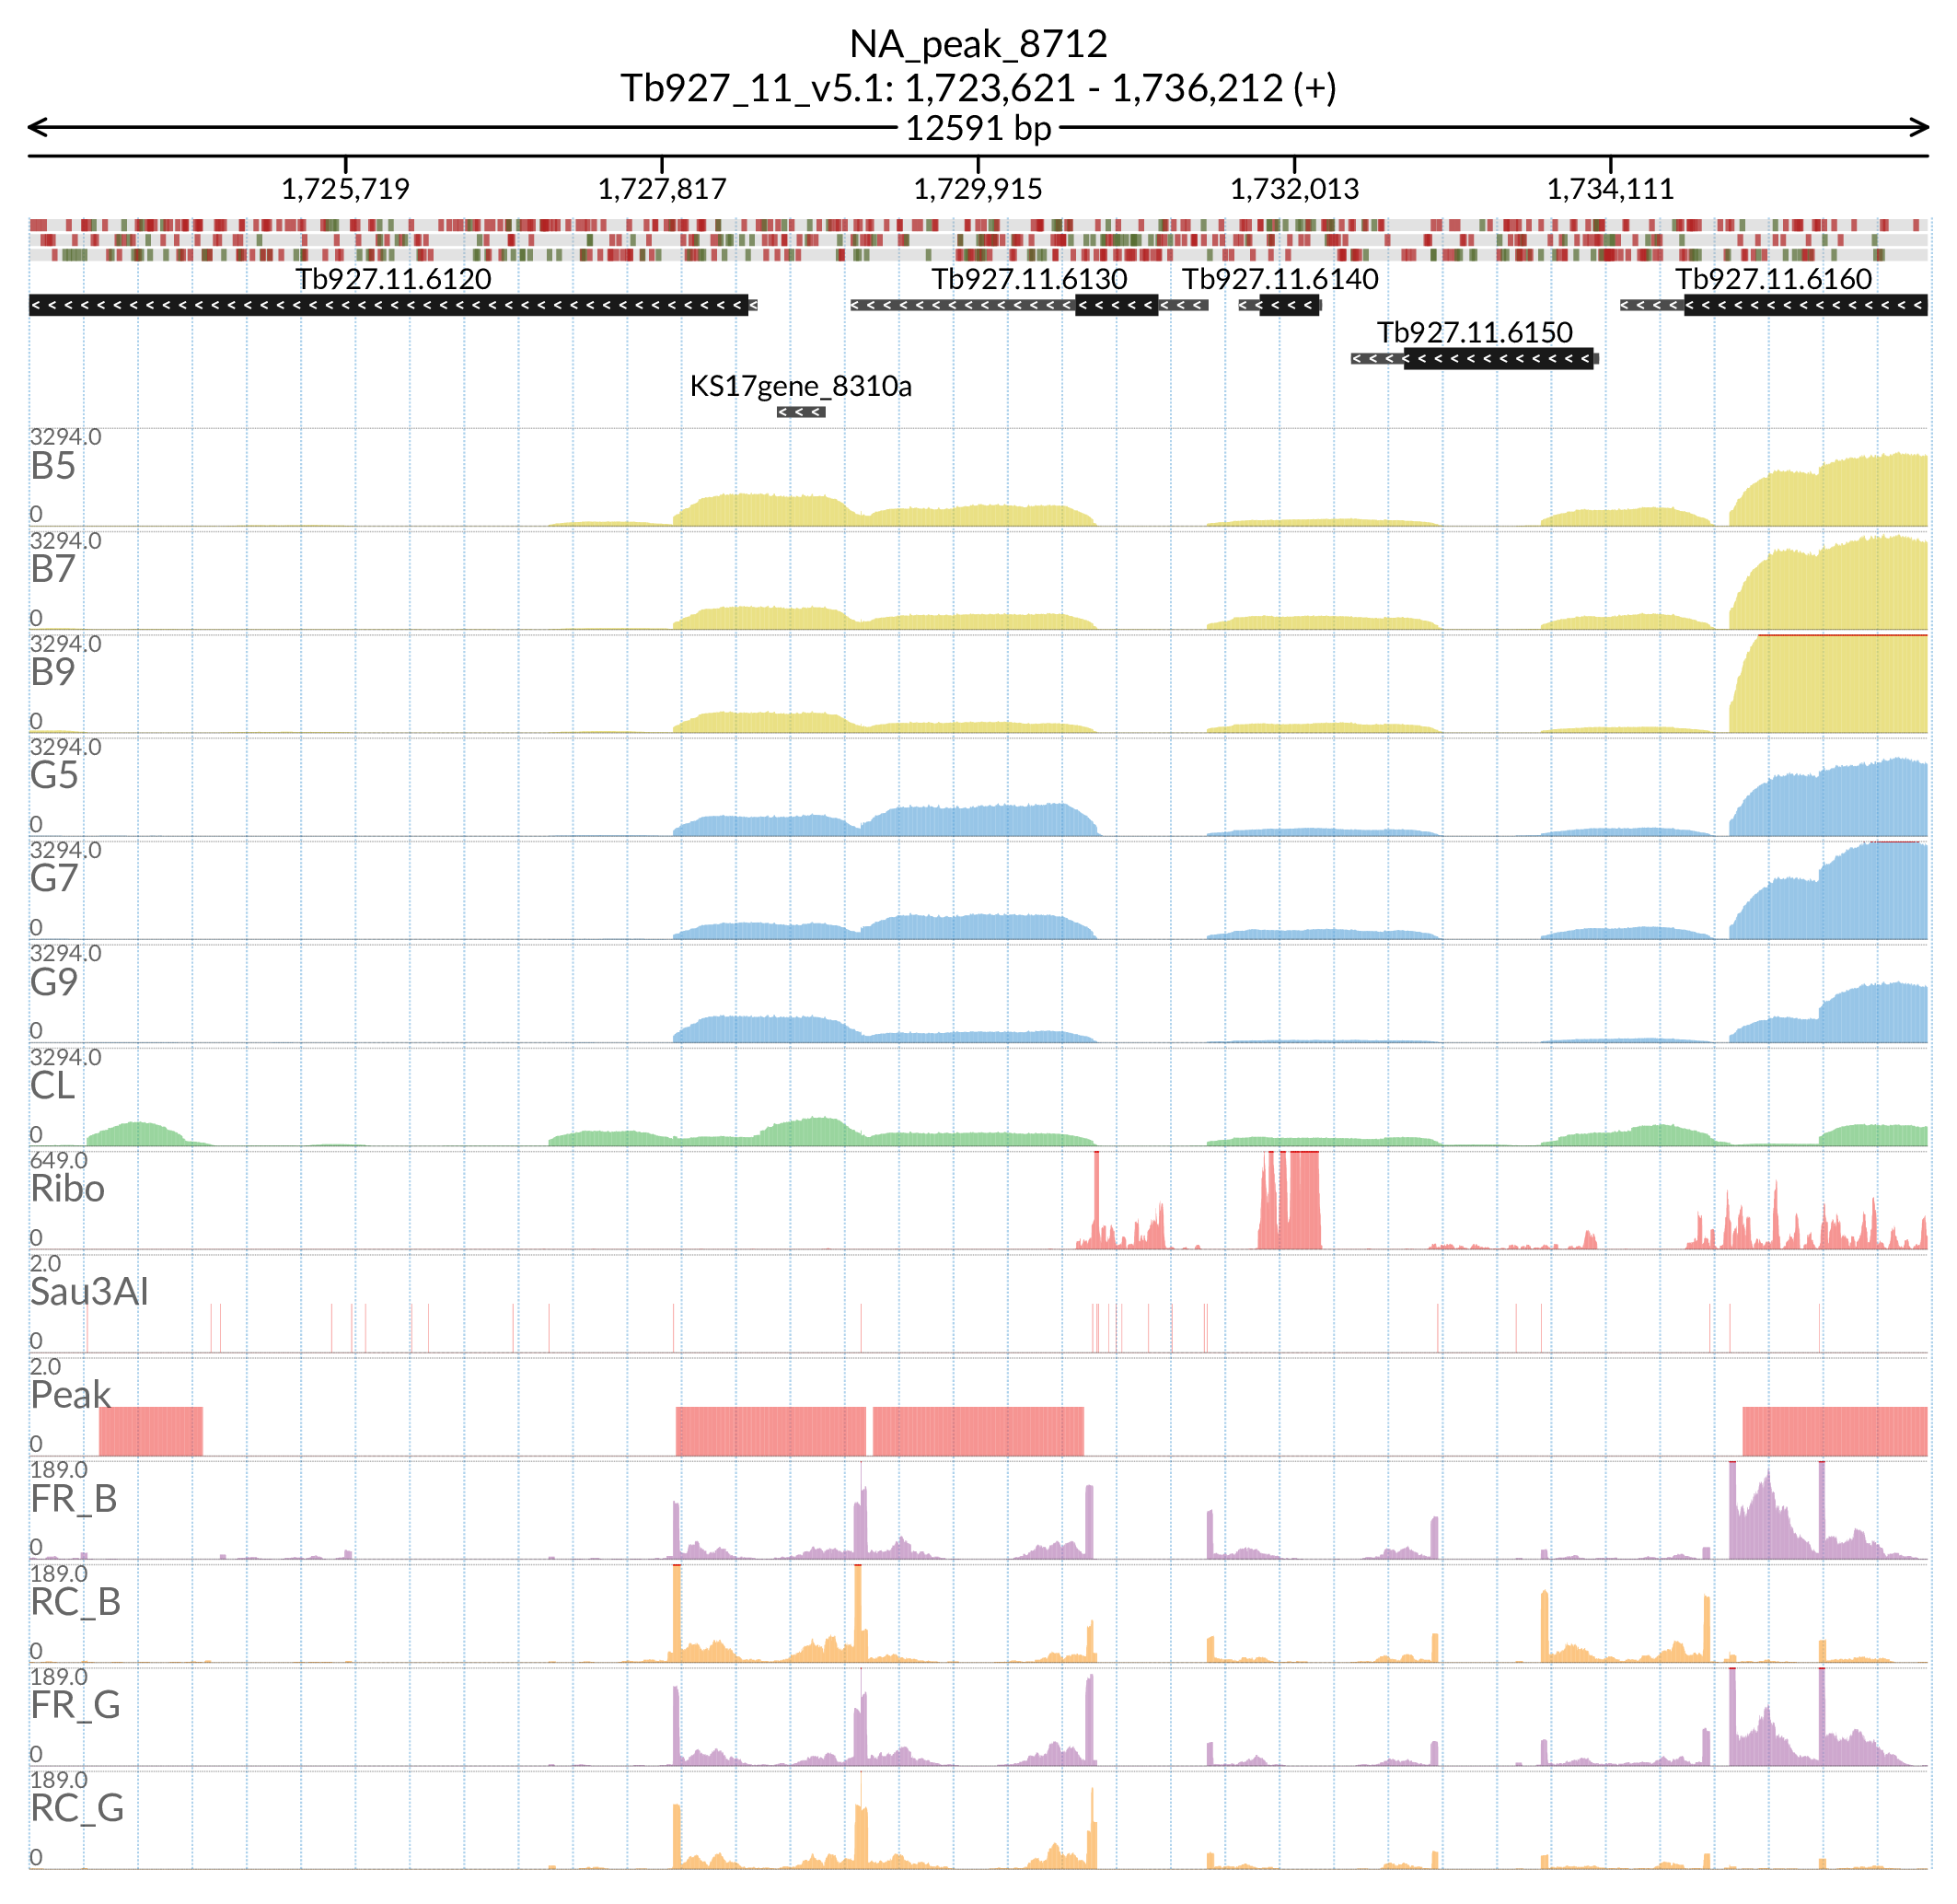 NA_peak_8712
Tb927_11_v5.1: 1,723,621 - 1,736,212 (+)
12591 bp
1,725,719 1,727,817 1,729,915 1,732,013 1,734,111
Tb927.11.6120 Tb927.11.6130 Tb927.11.6140 Tb927.11.6160
Tb927.11.6150
KS17gene_8310a
3294.0
B5
0
3294.0
B7
0
3294.0
B9
0
3294.0
G5
0
3294.0
G7
0
3294.0
G9
0
3294.0
CL
0
649.0
Ribo
0
2.0
Sau3AI
0
2.0
Peak
0
189.0
FR_B
0
189.0
RC_B
0
189.0
FR_G
0
189.0
RC_G
0